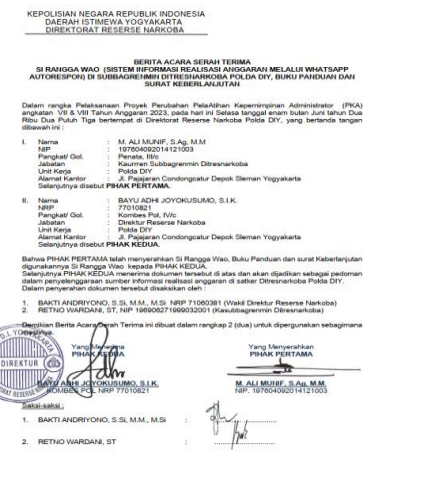 KEPOLISIAN NEGARA REPUBLIK INDONESIA
DAERAH ISTIMEWA YOGYAKARTA
DIREKTORAT RESERSE NARKOBA
BERITA ACARA SERAH TERIMA
SI RANGGA WAO (SISTEM INFORMASI REALISASI ANGGARAN MELALUI WHATSAPP
AUTORESPON) DI SUBBAGRENMIN DITRESNARKOBA POLDA DIY, BUKU PANDUAN DAN
SURAT KEBERLANJUTAN
Dalam rangka Pelaksanaan Proyek Perubahan PelaAtihan Kepemimpinan Administrator (PKA)
angkatan VII & VIII Tahun Anggaran 2023, pada hari ini Selasa tanggal enam bulan Juni tahun Dua
Ribu Dua Puluh Tiga bertempat di Direktorat Reserse Narkoba Polda DIY, yang bertanda tangan
dibawah ini :
I. Nama : M. ALI MUNIF, S.Ag, M.M
NIP : 197604092014121003
Pangkat/ Gol. : Penata, III/c
Jabatan : Kaurmen Subbagrenmin Ditresnarkoba
Unit Kerja : Polda DIY
Alamat Kantor : Jl. Pajajaran Condongcatur Depok Sleman Yogyakarta
Selanjutnya disebut PIHAK PERTAMA.
II. Nama : BAYU ADHI JOYOKUSUMO, S.I.K.
NRP : 77010821
Pangkat/ Gol. : Kombes Pol, IV/c
Jabatan : Direktur Reserse Narkoba
Unit Kerja : Polda DIY
Alamat Kantor : Jl. Pajajaran Condongcatur Depok Sleman Yogyakarta
Selanjutnya disebut PIHAK KEDUA.
Bahwa PIHAK PERTAMA telah menyerahkan Si Rangga Wao, Buku Panduan dan surat Keberlangsungan
digunakannya Si Rangga Wao kepada PIHAK KEDUA.
Selanjutnya PIHAK KEDUA menerima dokumen tersebut di atas dan akan dijadikan sebagai pedoman
dalam penyelenggaraan sumber informasi realisasi anggaran di satker Ditresnarkoba Polda DIY.
Dalam penyerahan dokumen tersebut disaksikan oleh :
1. BAKTI ANDRIYONO, S.Si, M.M., M.Si NRP 71060381 (Wakil Direktur Reserse Narkoba)
2. RETNO WARDANI, ST, NIP 196906271999032001 (Kasubbagrenmin Ditresnarkoba)
Demikian Berita Acara Serah Terima ini dibuat dalam rangkap 2 (dua) untuk dipergunakan sebagimana
mestinya.
Yang Menerima
PIHAK KEDUA
Yang Menyerahkan
PIHAK PERTAMA
DIREKTUR
BAYU ADHI JOYOKUSUMO, S.I.K.
KOMBES POL NRP 77010821
M. ALI MUNIF, S.Ag, M.M.
NIP. 197604092014121003
Saksi-saksi :
1. BAKTI ANDRIYONO, S.Si, M.M., M.Si :
2. RETNO WARDANI, ST :